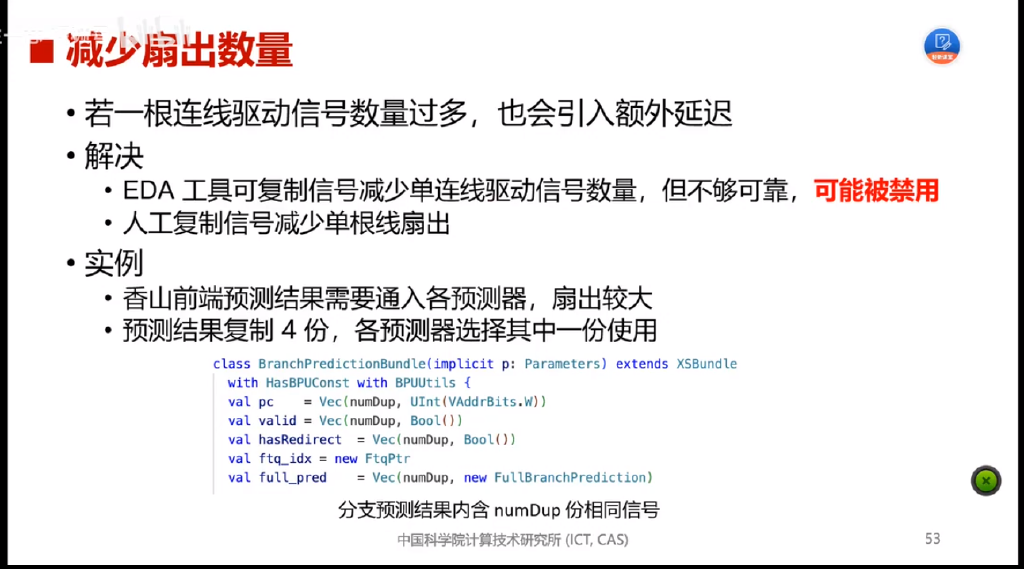 减少扇出数量
• 若一根连线驱动信号数量过多，也会引入额外延迟
• 解决
• EDA 工具可复制信号减少单连线驱动信号数量，但不够可靠，可能被禁用
• 人工复制信号减少单根线扇出
• 实例
• 香山前端预测结果需要通入各预测器，扇出较大
• 预测结果复制 4 份，各预测器选择其中一份使用
class BranchPredictionBundle(implicit p: Parameters) extends XSBundle
with HasBPUConst with BPUUtils {
val pc = Vec(numDup, UInt(VAddrBits.W))
val valid = Vec(numDup, Bool())
val hasRedirect = Vec(numDup, Bool())
val ftq_idx = new FtqPtr
val full_pred = Vec(numDup, new FullBranchPrediction)
分支预测结果内含 numDup 份相同信号
中国科学院计算技术研究所 (ICT, CAS)
53